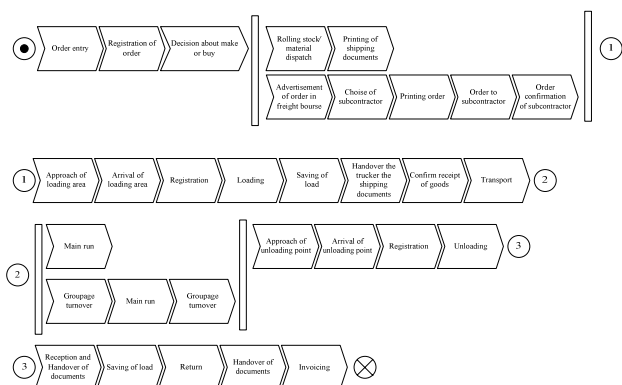 Order entry
Registration of
order
Decision about make
or buy
Rolling stock/
material
dispatch
Printing of
shipping
documents
Advertisement
of order in
freight bourse
Choise of
subcontractor
Printing order
Order to
subcontractor
Order
confirmation
of subcontractor
1
1
Approach of
loading area
Arrival of
loading area
Registration
Loading
Saving of
load
Handover the
trucker the
shipping
documents
Confirm receipt
of goods
Transport
2
2
Main run
Groupage
turnover
Main run
Groupage
turnover
Approach of
unloading point
Arrival of
unloading point
Registration
Unloading
3
3
Reception and
Handover of
documents
Saving of load
Return
Handover of
documents
Invoicing